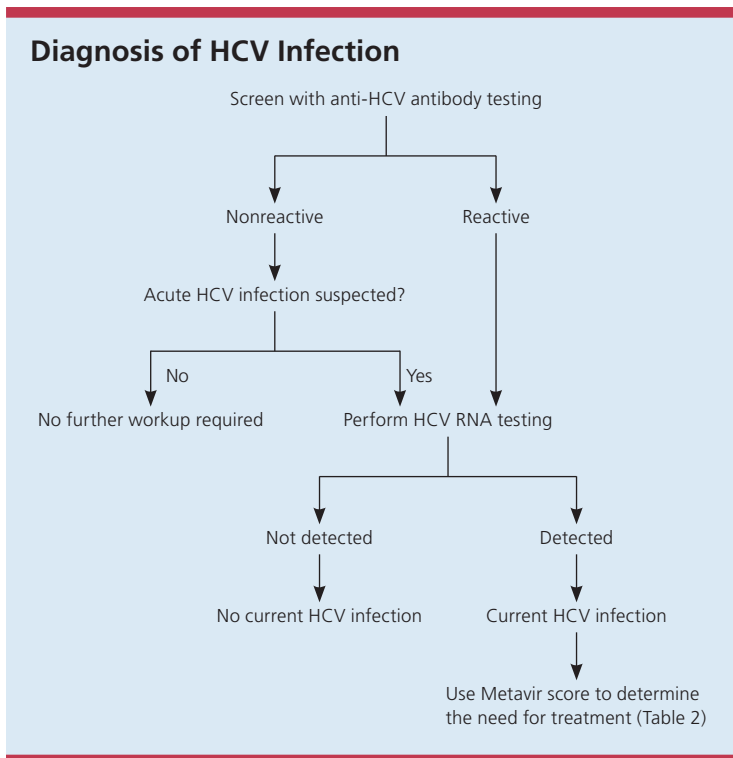 Diagnosis of HCV Infection
Screen with anti-HCV antibody testing
Nonreactive
Reactive
Acute HCV infection suspected?
No
Yes
No further workup required
Perform HCV RNA testing
Not detected
Detected
No current HCV infection
Current HCV infection
Use Metavir score to determine
the need for treatment (Table 2)